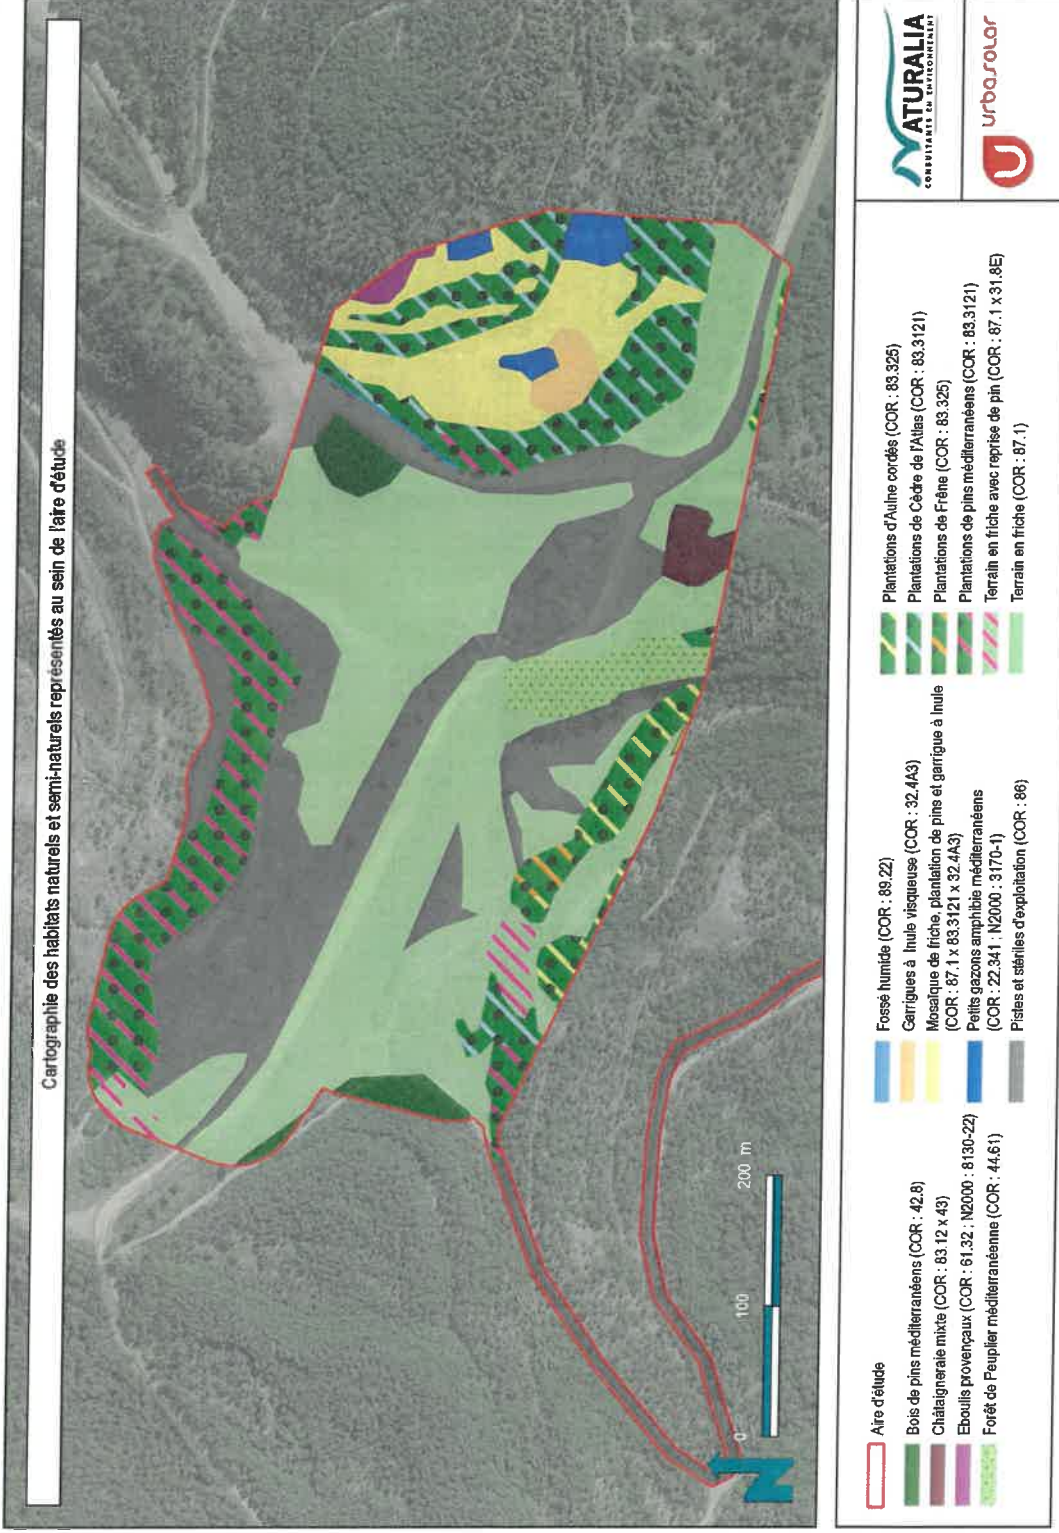 Cartographie des habitats naturels et semi-naturels représentés au sein de l'aire d'étude
0
100
200 m
N
Aire d'étude
Bois de pins méditerranéens (COR : 42.8)
Châtaigneraie mixte (COR : 83.12 x 43)
Eboulis provençaux (COR : 61.32 ; N2000 : 8130-22)
Forêt de Peuplier méditerranéenne (COR : 44.61)
Fossé humide (COR : 89.22)
Garrigues à Inule visqueuse (COR : 32.4A3)
Mosaïque de friche, plantation de pins et garrigue à Inule
(COR : 87.1 x 83.3121 x 32.4A3)
Petits gazons amphibie méditerranéens
(COR : 22.341 ; N2000 : 3170-1)
Pistes et stériles d'exploitation (COR : 86)
Plantations d'Aulne cordés (COR : 83.325)
Plantations de Cèdre de l'Atlas (COR : 83.3121)
Plantations de Frêne (COR : 83.325)
Plantations de pins méditerranéens (COR : 83.3121)
Terrain en friche avec reprise de pin (COR : 87.1 x 31.8E)
Terrain en friche (COR : 87.1)
NATURALIA
CONSULTANTS EN ENVIRONNEMENT
urbasolar